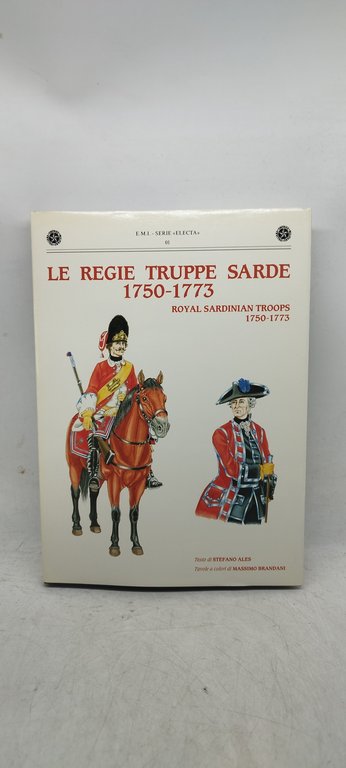 E.M.I. - SERIE «ELECTA»
01
LE REGIE TRUPPE SARDE
1750-1773
ROYAL SARDINIAN TROOPS
1750-1773
Testo di STEFANO ALES
Tavole a colori di MASSIMO BRANDANI